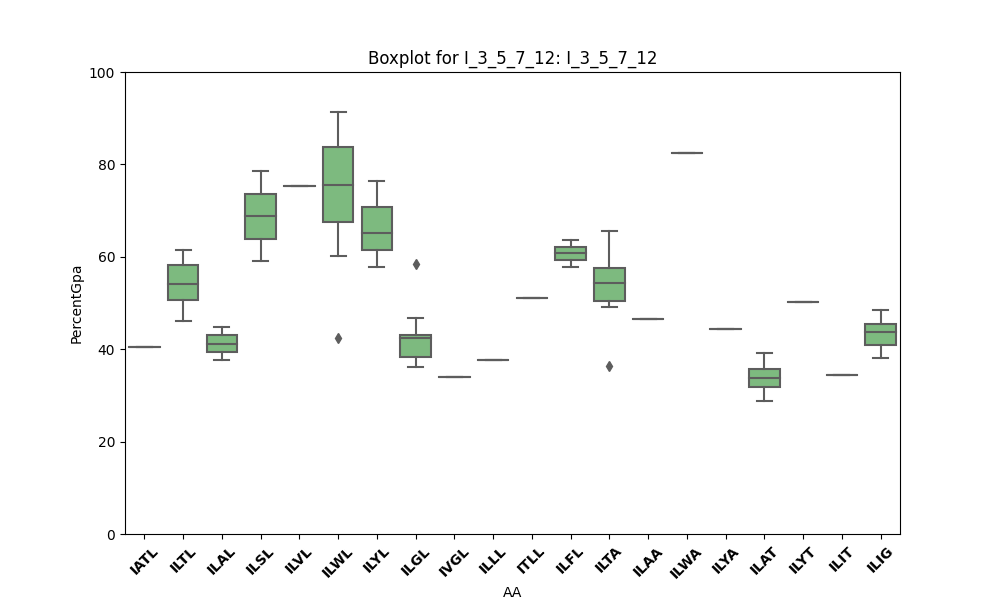 Boxplot for I_3_5_7_12: I_3_5_7_12
100
80
60
40
20
0
PercentGpa
IATL ILTL ILAL ILSL ILVL ILWL ILYL ILGL IVGL ILLL ITLL ILFL ILTA ILAA ILWA ILYA ILAT ILYT ILIT ILIG
AA